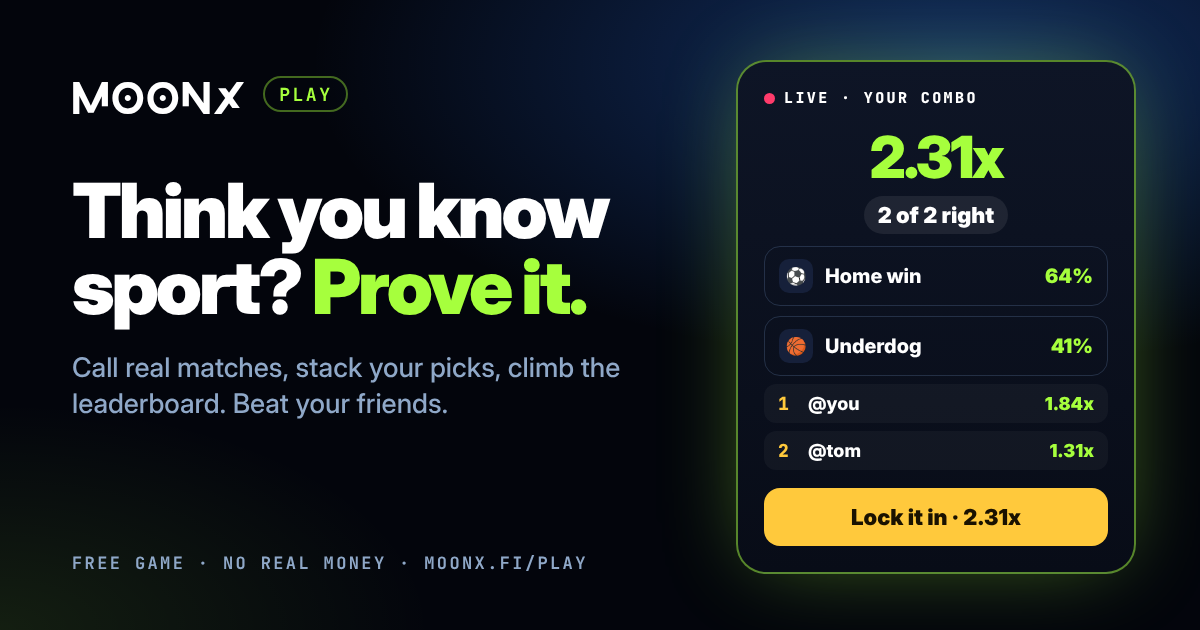 MOONX PLAY
Think you know
sport? Prove it.
Call real matches, stack your picks, climb the
leaderboard. Beat your friends.
FREE GAME · NO REAL MONEY · MOONX.FI/PLAY
LIVE · YOUR COMBO
2.31x
2 of 2 right
Home win 64%
Underdog 41%
1 @you 1.84x
2 @tom 1.31x
Lock it in · 2.31x